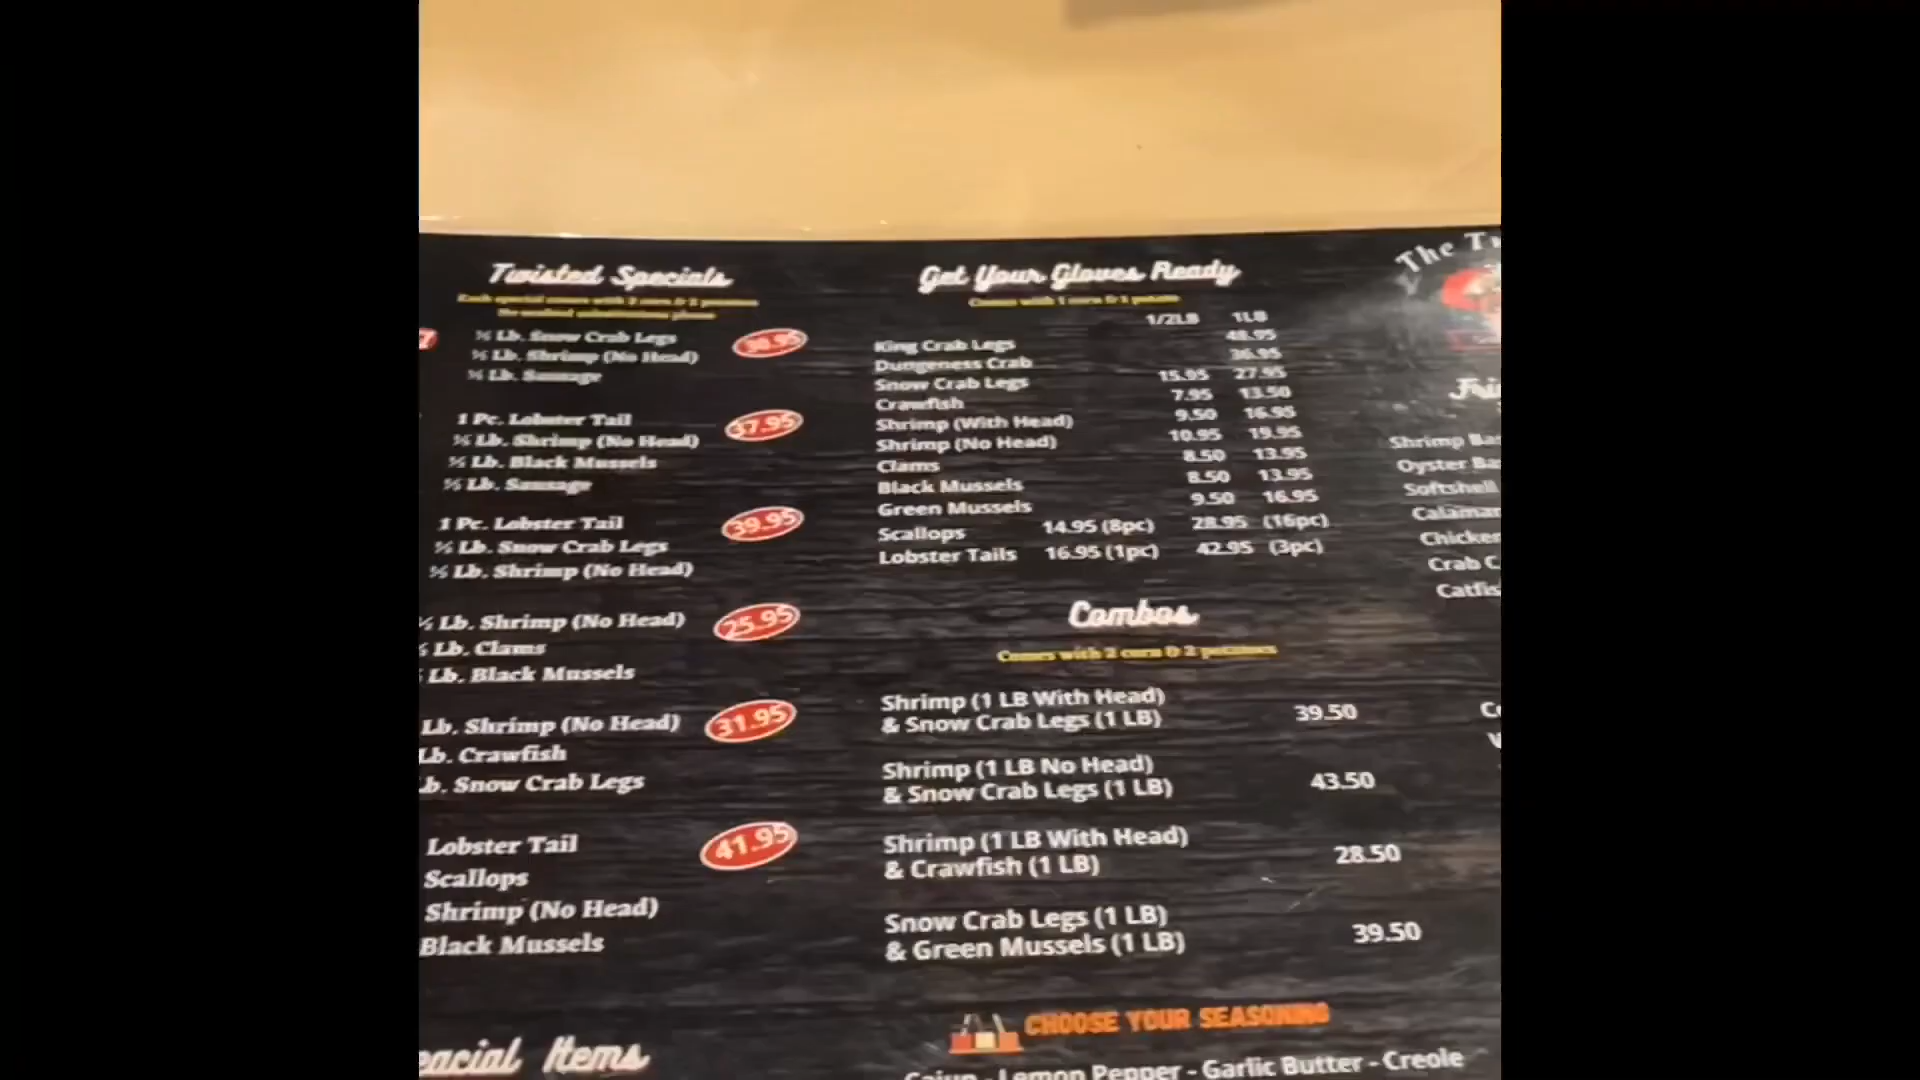 Twisted Specials
Each special comes with 2 corn & 2 potatoes
No seafood substitutions please
½ Lb. Snow Crab Legs
½ Lb. Shrimp (No Head)
½ Lb. Sausage
1 Pc. Lobster Tail
37.95
½ Lb. Shrimp (No Head)
½ Lb. Black Mussels
½ Lb. Sausage
1 Pc. Lobster Tail
39.95
½ Lb. Snow Crab Legs
½ Lb. Shrimp (No Head)
Lb. Shrimp (No Head)
25.95
Lb. Clams
Lb. Black Mussels
Lb. Shrimp (No Head)
31.95
Lb. Crawfish
Lb. Snow Crab Legs
Lobster Tail
41.95
Scallops
Shrimp (No Head)
Black Mussels
Items
Get Your Gloves Ready
Comes with 1 corn & 1 potato
1/2LB 1LB
King Crab Legs 48.95
Dungeness Crab 36.95
Snow Crab Legs 15.95 27.95
Crawfish 7.95 13.50
Shrimp (With Head) 9.50 16.95
Shrimp (No Head) 10.95 19.95
Clams 8.50 13.95
Black Mussels 8.50 13.95
Green Mussels 9.50 16.95
Scallops 14.95 (8pc) 28.95 (16pc)
Lobster Tails 16.95 (1pc) 42.95 (3pc)
Combos
Comes with 2 corn & 2 potatoes
Shrimp (1 LB With Head)
& Snow Crab Legs (1 LB) 39.50
Shrimp (1 LB No Head)
& Snow Crab Legs (1 LB) 43.50
Shrimp (1 LB With Head)
& Crawfish (1 LB) 28.50
Snow Crab Legs (1 LB)
& Green Mussels (1 LB) 39.50
CHOOSE YOUR SEASONING
Cajun - Lemon Pepper - Garlic Butter - Creole
The
Shrimp
Oyster
Softshell
Chicken
Crab